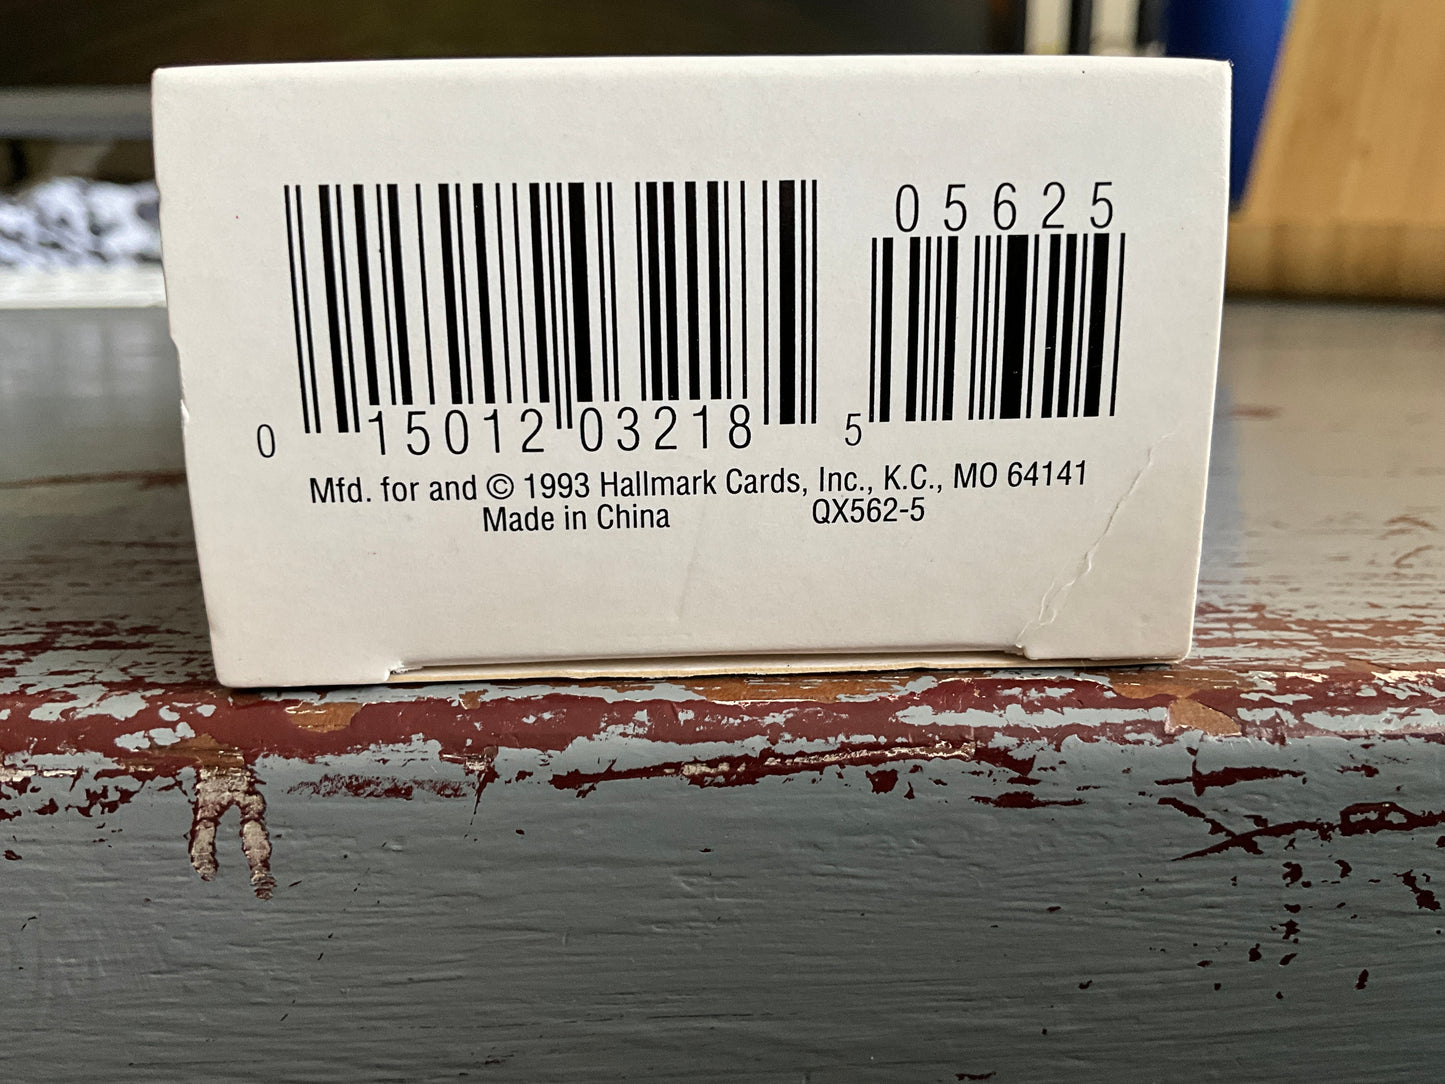 05625
0 15012 03218 5
Mfd. for and © 1993 Hallmark Cards, Inc., K.C., MO 64141
Made in China QX562-5